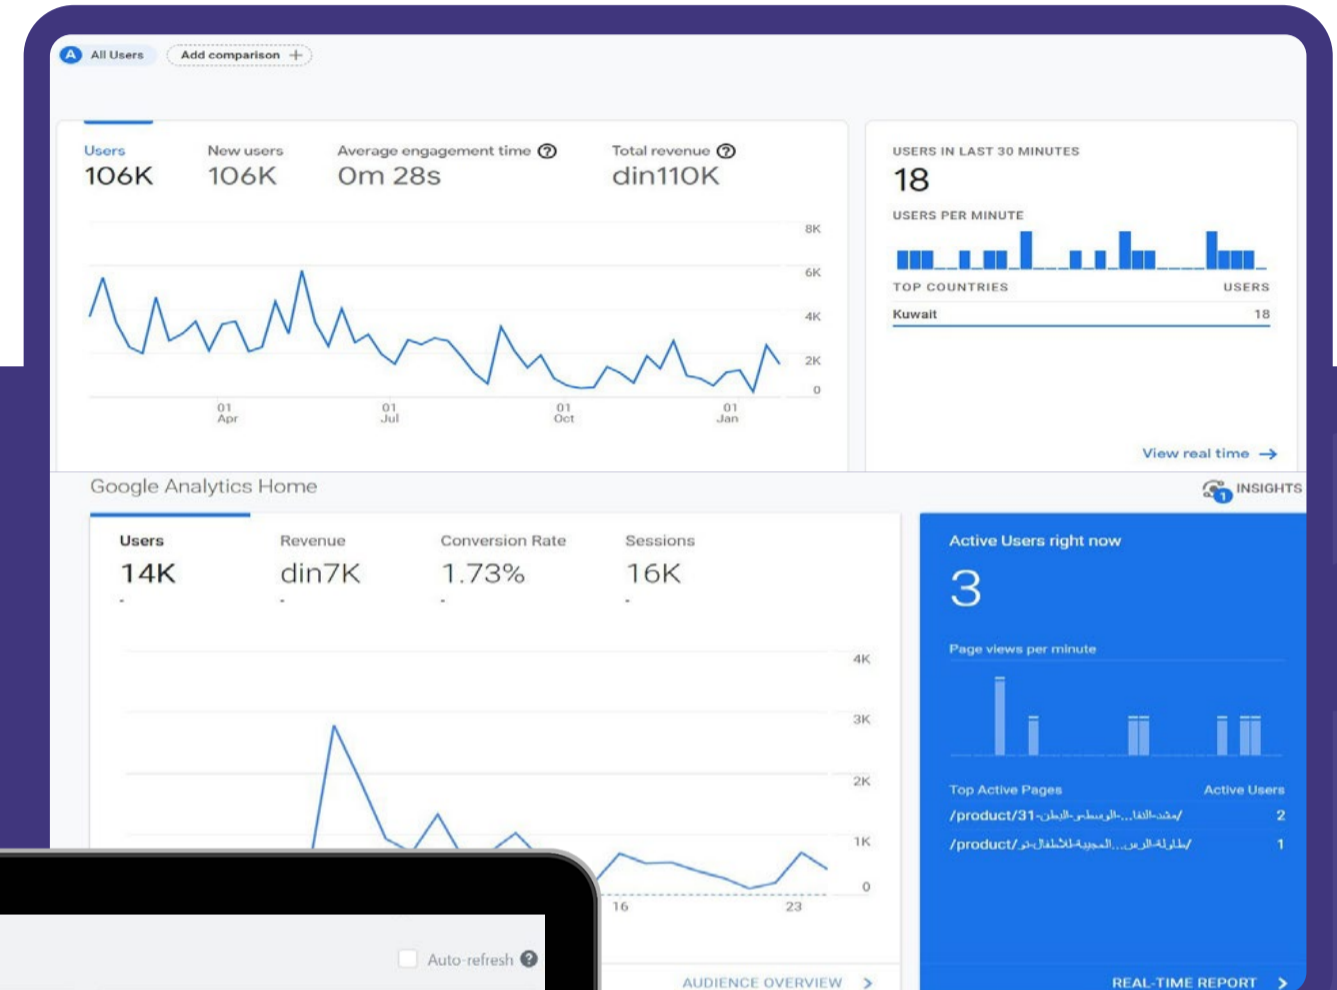 A All Users Add comparison +
Users New users Average engagement time ? Total revenue ?
106K 106K 0m 28s din110K
8K
6K
4K
2K
0
01 01 01 01
Apr Jul Oct Jan
USERS IN LAST 30 MINUTES
18
USERS PER MINUTE
TOP COUNTRIES USERS
Kuwait 18
View real time →
Google Analytics Home
1 INSIGHTS
Users Revenue Conversion Rate Sessions
14K din7K 1.73% 16K
- - - -
4K
3K
2K
1K
0
16 23
AUDIENCE OVERVIEW >
Active Users right now
3
Page views per minute
Top Active Pages Active Users
/product/31- 2
/product/ 1
REAL-TIME REPORT >
Auto-refresh ?